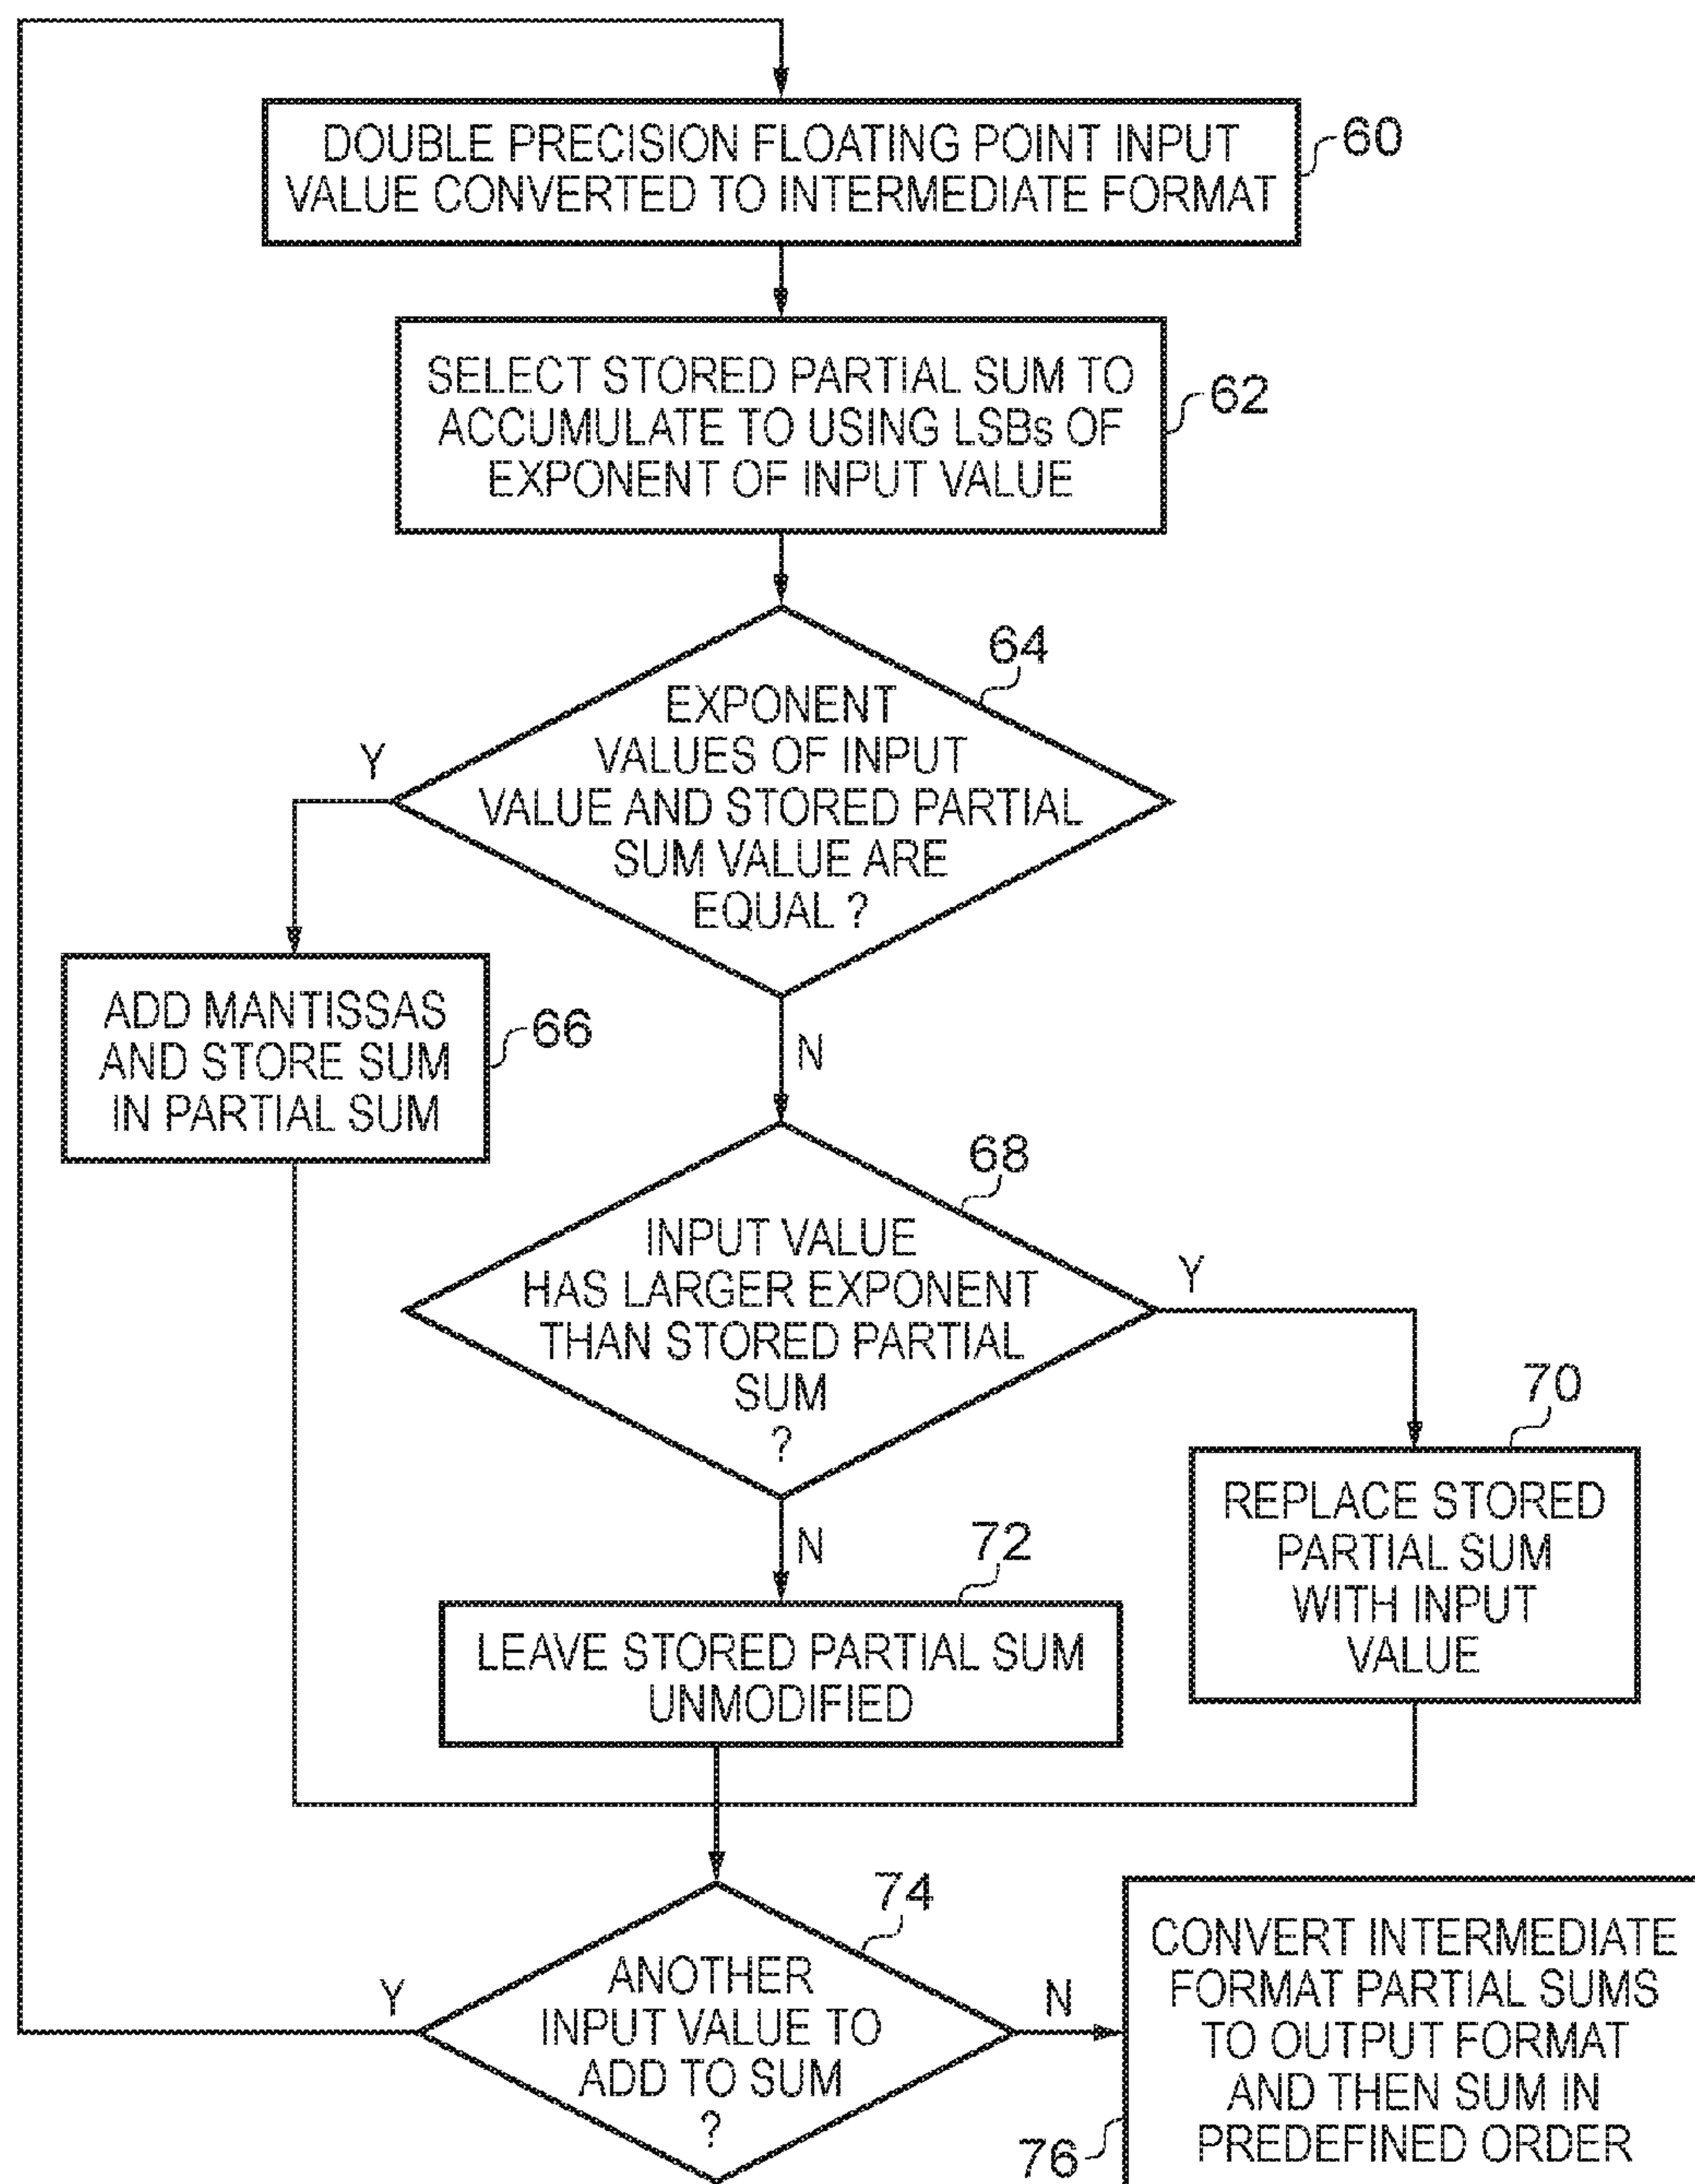 DOUBLE PRECISION FLOATING POINT INPUT
VALUE CONVERTED TO INTERMEDIATE FORMAT
60
SELECT STORED PARTIAL SUM TO
ACCUMULATE TO USING LSBs OF
EXPONENT OF INPUT VALUE
62
64
EXPONENT
VALUES OF INPUT
VALUE AND STORED PARTIAL
SUM VALUE ARE
EQUAL ?
Y
N
ADD MANTISSAS
AND STORE SUM
IN PARTIAL SUM
66
68
INPUT VALUE
HAS LARGER EXPONENT
THAN STORED PARTIAL
SUM
?
Y
N
70
REPLACE STORED
PARTIAL SUM
WITH INPUT
VALUE
72
LEAVE STORED PARTIAL SUM
UNMODIFIED
74
ANOTHER
INPUT VALUE TO
ADD TO SUM
?
Y
N
CONVERT INTERMEDIATE
FORMAT PARTIAL SUMS
TO OUTPUT FORMAT
AND THEN SUM IN
PREDEFINED ORDER
76